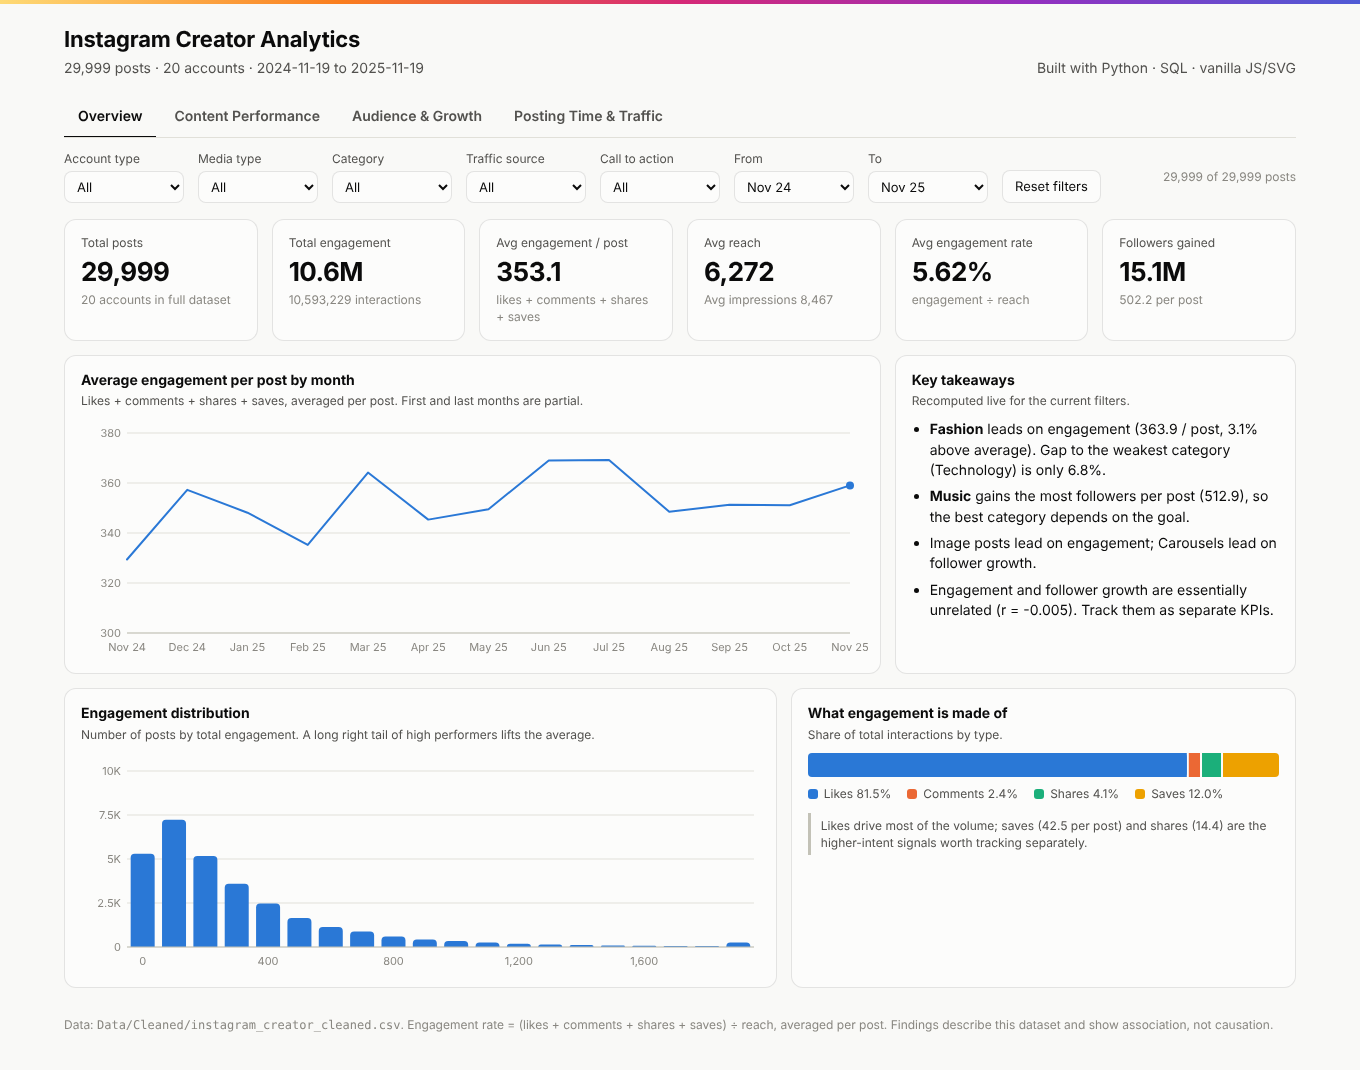 Instagram Creator Analytics
29,999 posts · 20 accounts · 2024-11-19 to 2025-11-19
Built with Python · SQL · vanilla JS/SVG
Overview
Content Performance
Audience & Growth
Posting Time & Traffic
Account type
Media type
Category
Traffic source
Call to action
From
To
All
All
All
All
All
Nov 24
Nov 25
Reset filters
29,999 of 29,999 posts
Total posts
29,999
20 accounts in full dataset
Total engagement
10.6M
10,593,229 interactions
Avg engagement / post
353.1
likes + comments + shares
+ saves
Avg reach
6,272
Avg impressions 8,467
Avg engagement rate
5.62%
engagement ÷ reach
Followers gained
15.1M
502.2 per post
Average engagement per post by month
Likes + comments + shares + saves, averaged per post. First and last months are partial.
380
360
340
320
300
Nov 24
Dec 24
Jan 25
Feb 25
Mar 25
Apr 25
May 25
Jun 25
Jul 25
Aug 25
Sep 25
Oct 25
Nov 25
Key takeaways
Recomputed live for the current filters.
• Fashion leads on engagement (363.9 / post, 3.1%
above average). Gap to the weakest category
(Technology) is only 6.8%.
• Music gains the most followers per post (512.9), so
the best category depends on the goal.
• Image posts lead on engagement; Carousels lead on
follower growth.
• Engagement and follower growth are essentially
unrelated (r = -0.005). Track them as separate KPIs.
Engagement distribution
Number of posts by total engagement. A long right tail of high performers lifts the average.
10K
7.5K
5K
2.5K
0
0
400
800
1,200
1,600
What engagement is made of
Share of total interactions by type.
Likes 81.5%
Comments 2.4%
Shares 4.1%
Saves 12.0%
Likes drive most of the volume; saves (42.5 per post) and shares (14.4) are the
higher-intent signals worth tracking separately.
Data: Data/Cleaned/instagram_creator_cleaned.csv. Engagement rate = (likes + comments + shares + saves) ÷ reach, averaged per post. Findings describe this dataset and show association, not causation.